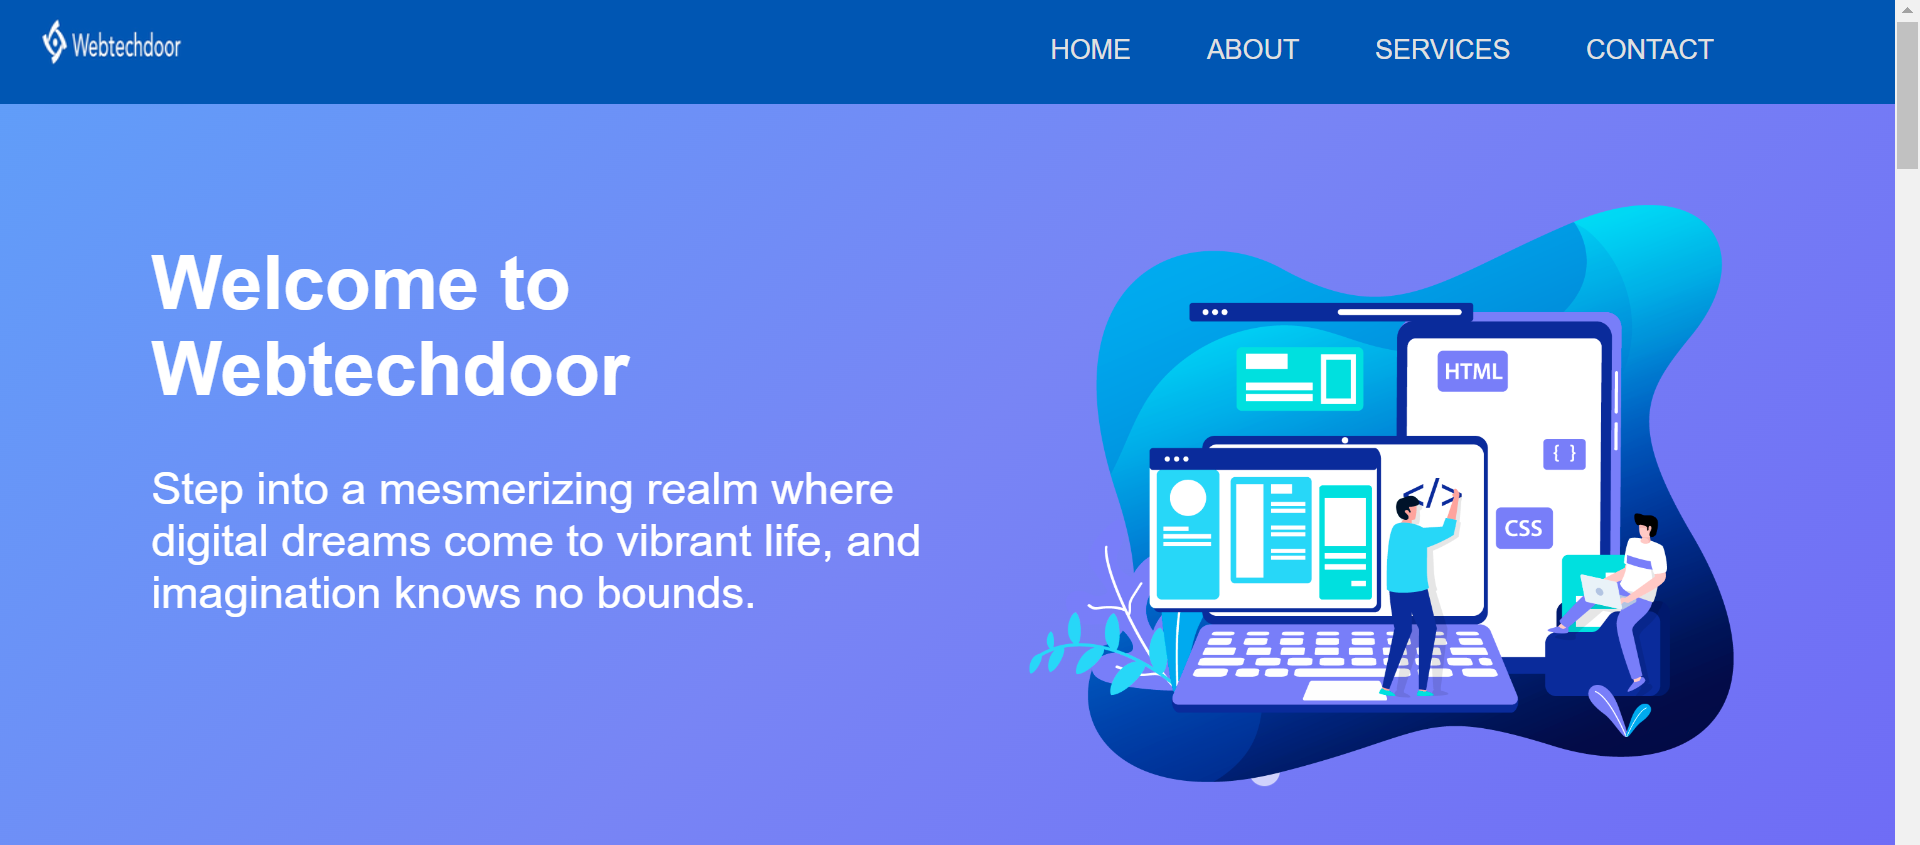 Webtechdoor
HOME ABOUT SERVICES CONTACT
Welcome to
Webtechdoor
Step into a mesmerizing realm where
digital dreams come to vibrant life, and
imagination knows no bounds.
HTML
{ }
</>
CSS